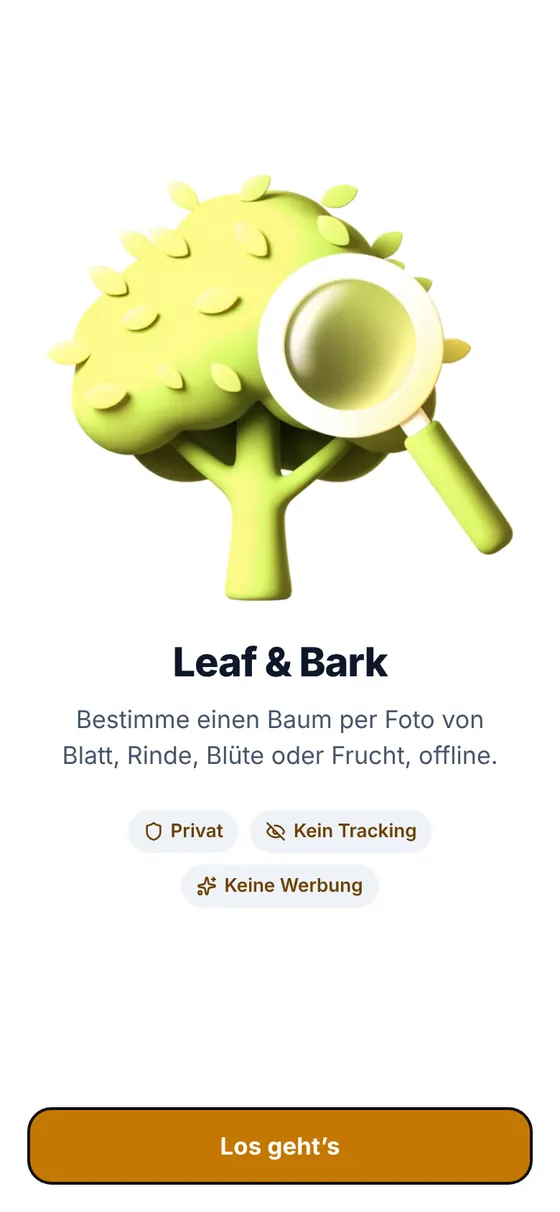 Leaf & Bark
Bestimme einen Baum per Foto von
Blatt, Rinde, Blüte oder Frucht, offline.
Privat
Kein Tracking
Keine Werbung
Los geht’s